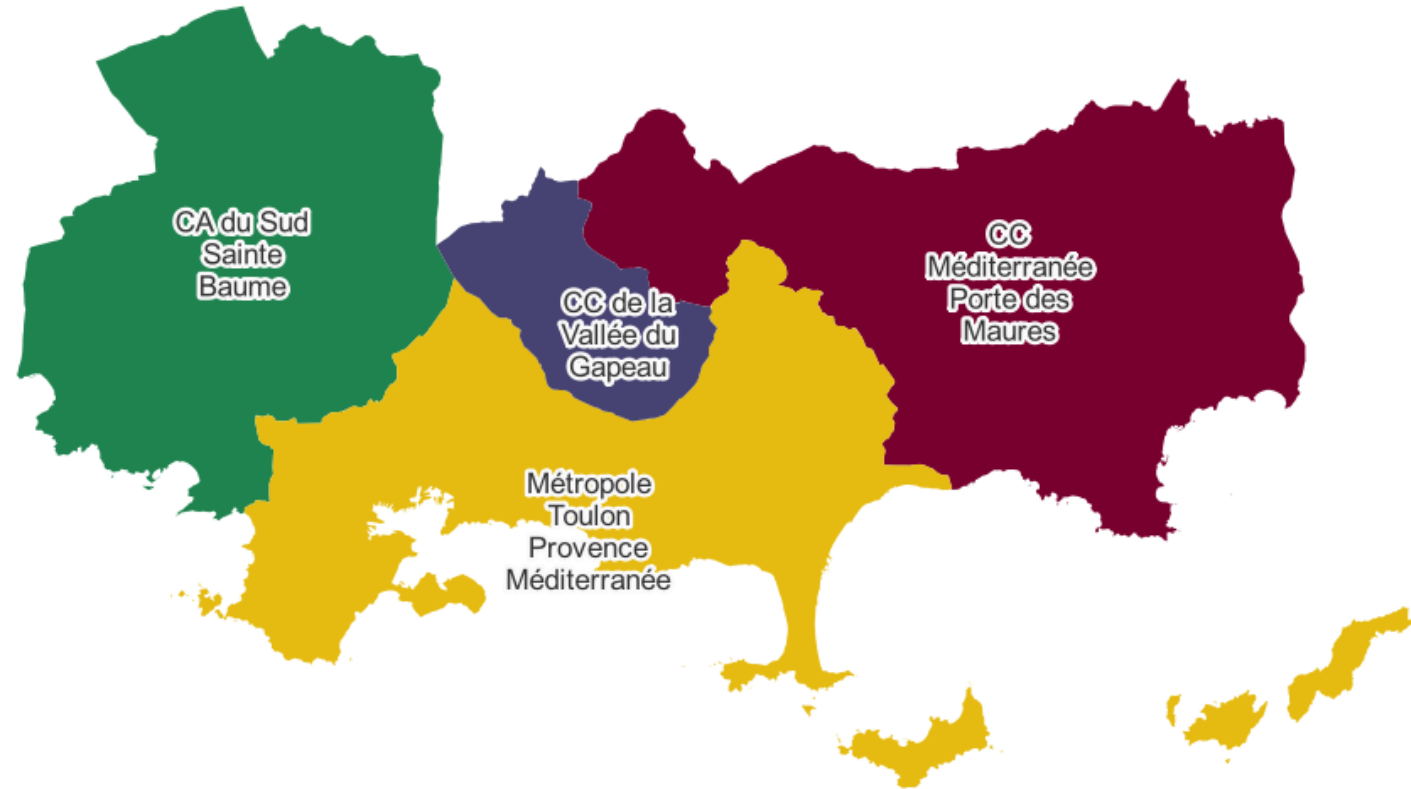 CA du Sud
Sainte
Baume
CC de la
Vallée du
Gapeau
CC
Méditerranée
Porte des
Maures
Métropole
Toulon
Provence
Méditerranée